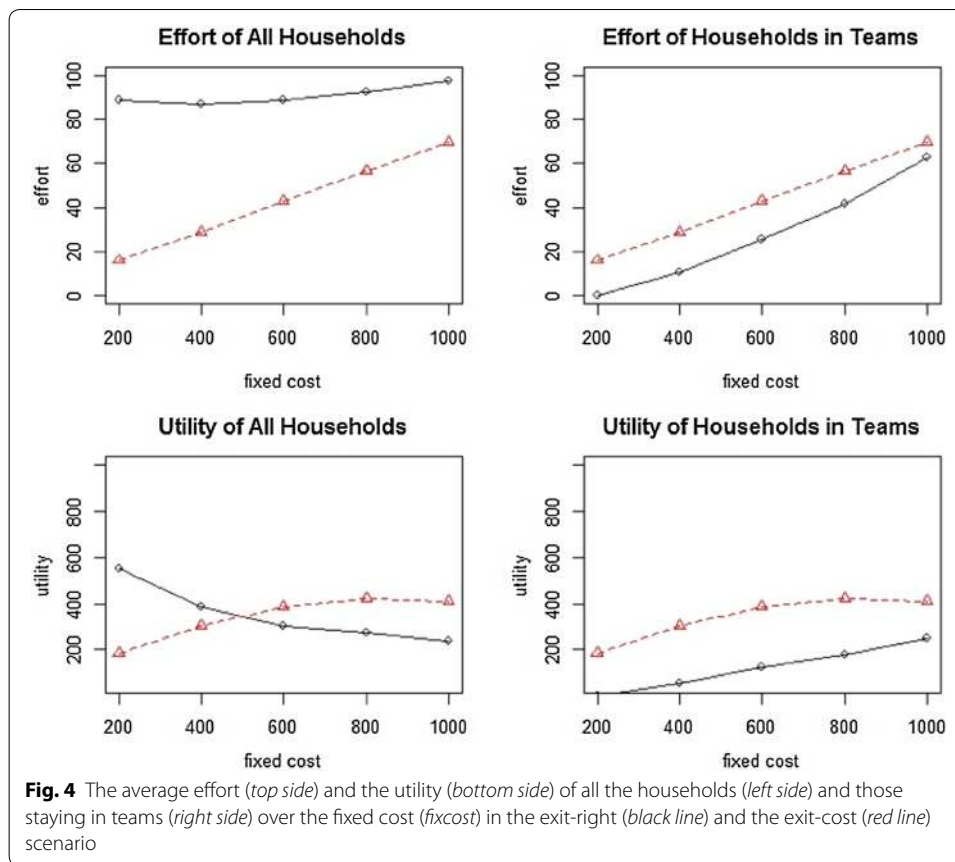 Effort of All Households
effort
0 20 40 60 80 100
200 400 600 800 1000
fixed cost
Effort of Households in Teams
effort
0 20 40 60 80 100
200 400 600 800 1000
fixed cost
Utility of All Households
utility
200 400 600 800
200 400 600 800 1000
fixed cost
Utility of Households in Teams
utility
200 400 600 800
200 400 600 800 1000
fixed cost
Fig. 4 The average effort (top side) and the utility (bottom side) of all the households (left side) and those
staying in teams (right side) over the fixed cost (fixcost) in the exit-right (black line) and the exit-cost (red line)
scenario